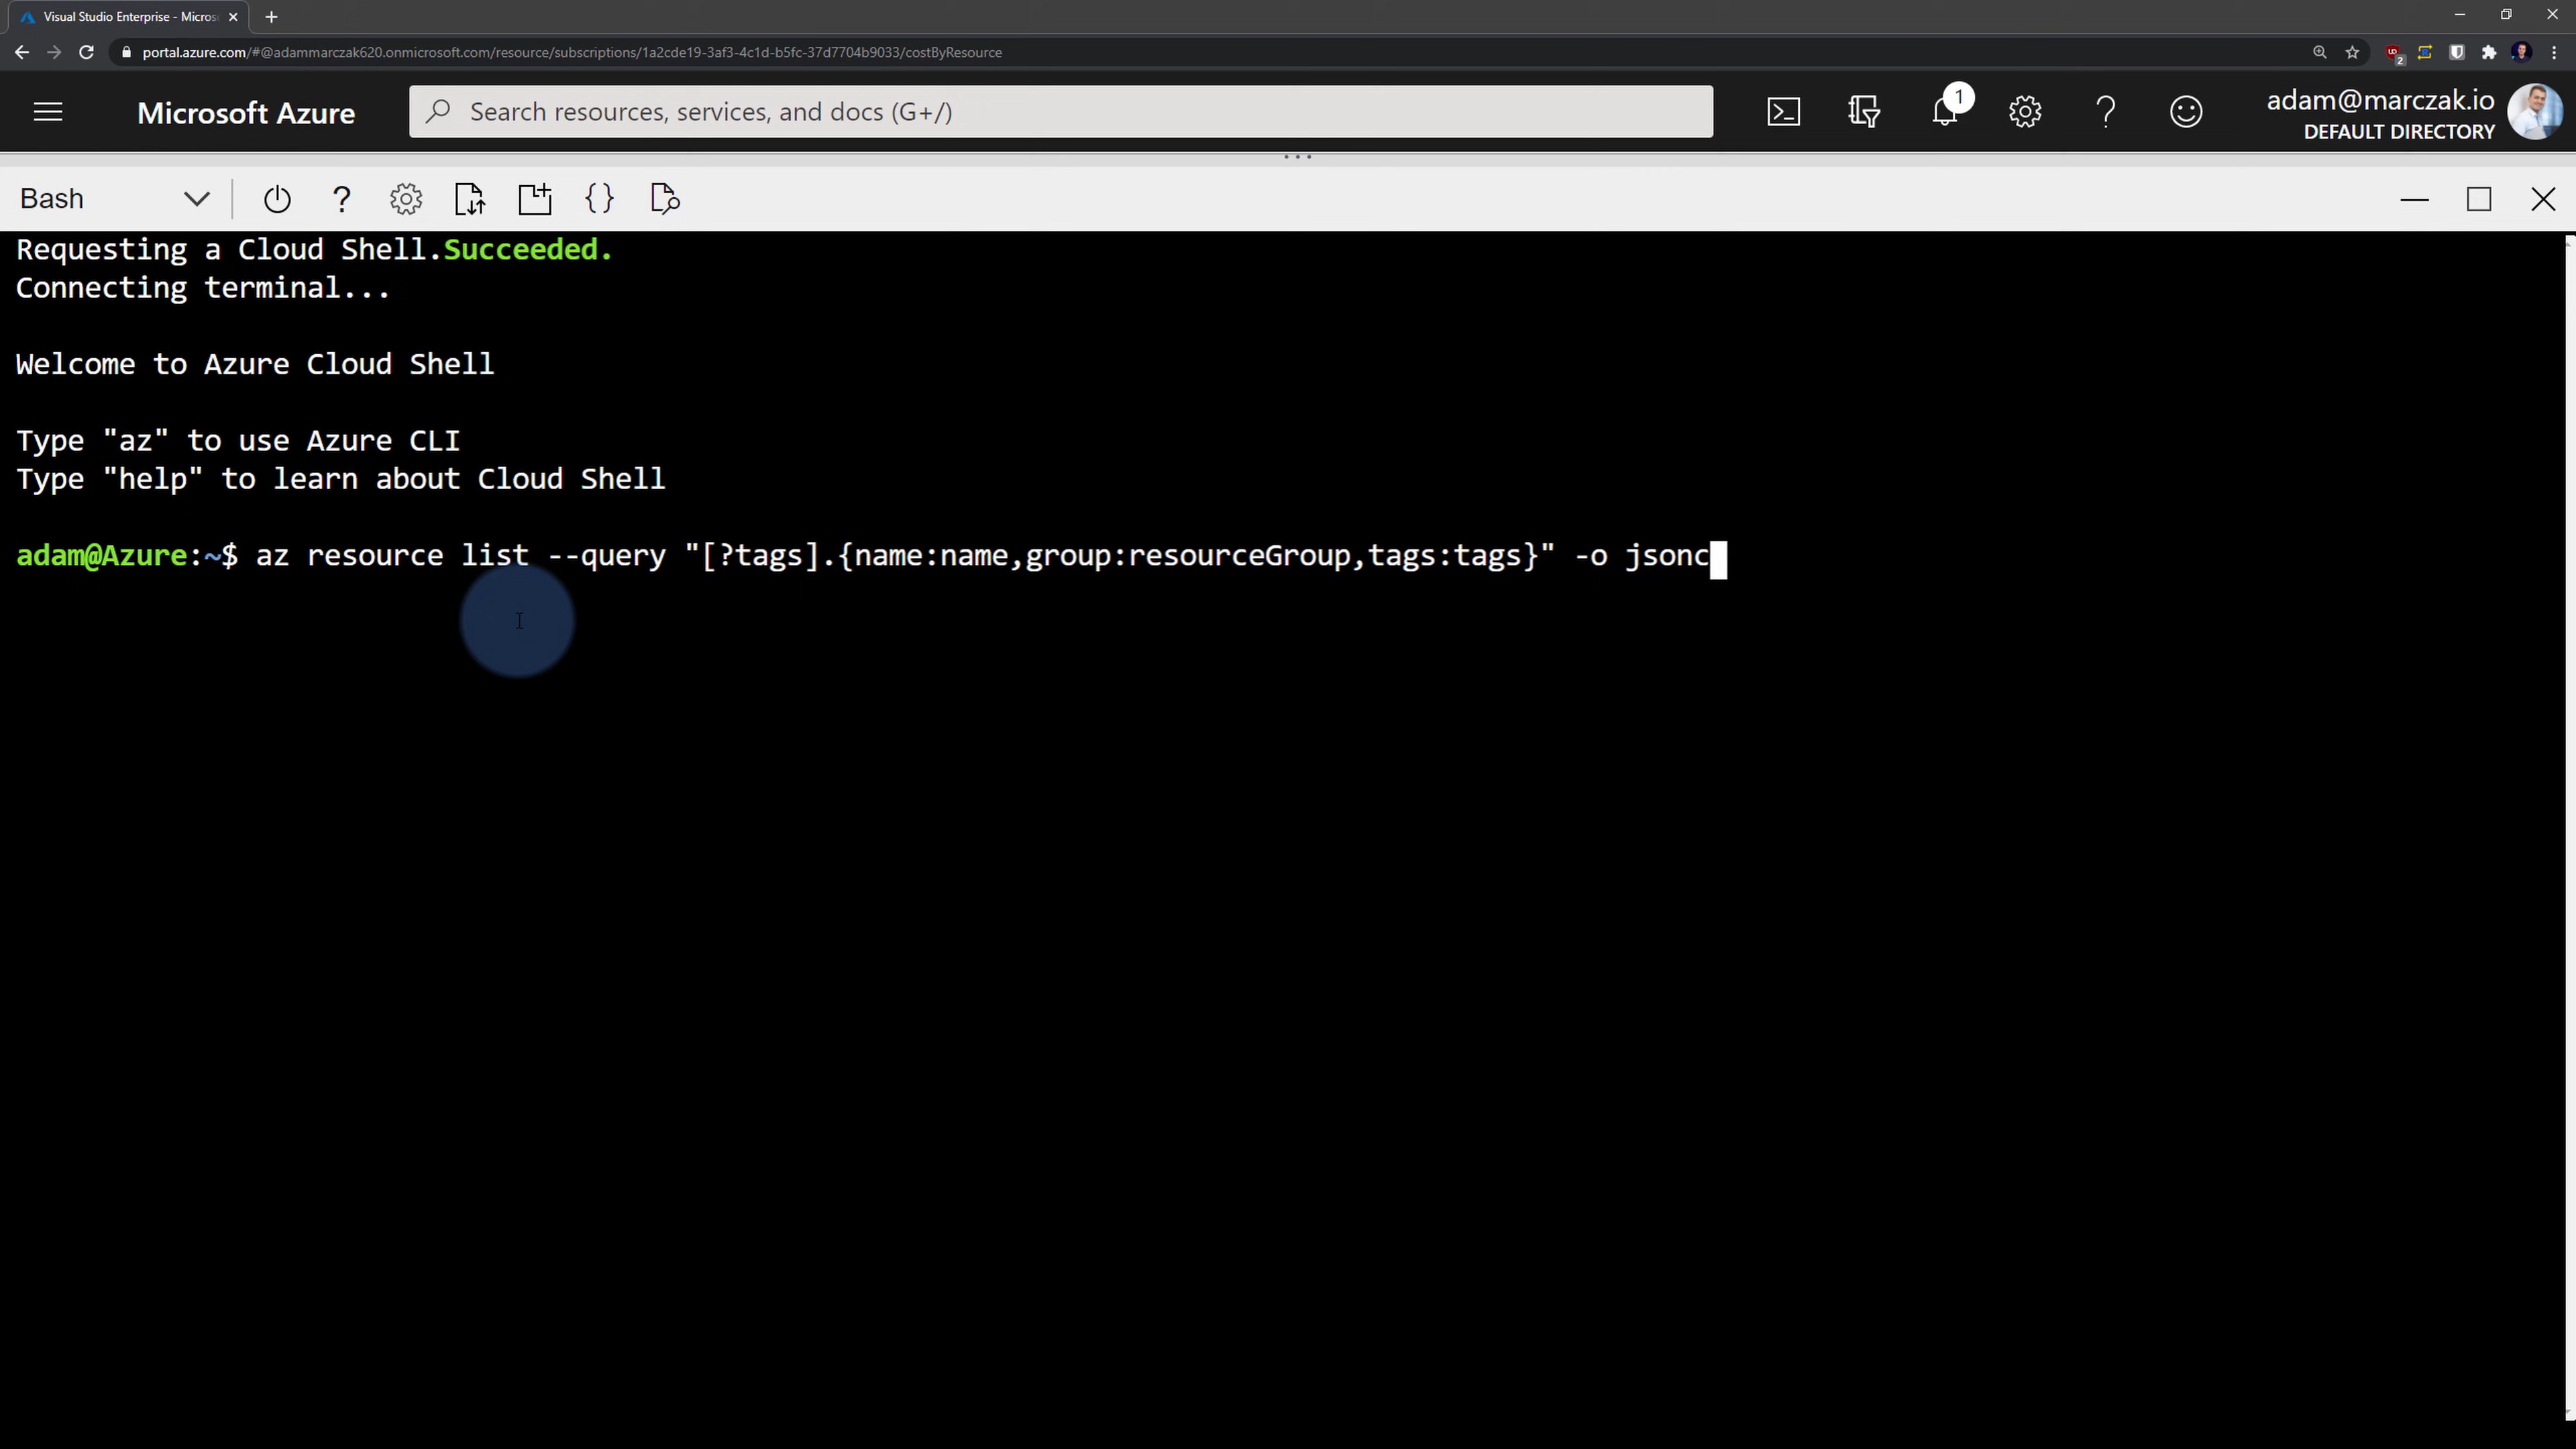 Visual Studio Enterprise - Micros
portal.azure.com/#@adammarczak620.onmicrosoft.com/resource/subscriptions/1a2cde19-3af3-4c1d-b5fc-37d7704b9033/costByResource
2
Microsoft Azure
Search resources, services, and docs (G+/)
1
adam@marczak.io
DEFAULT DIRECTORY
Bash
Requesting a Cloud Shell.Succeeded.
Connecting terminal...
Welcome to Azure Cloud Shell
Type "az" to use Azure CLI
Type "help" to learn about Cloud Shell
adam@Azure:~$ az resource list --query "[?tags].{name:name,group:resourceGroup,tags:tags}" -o jsonc